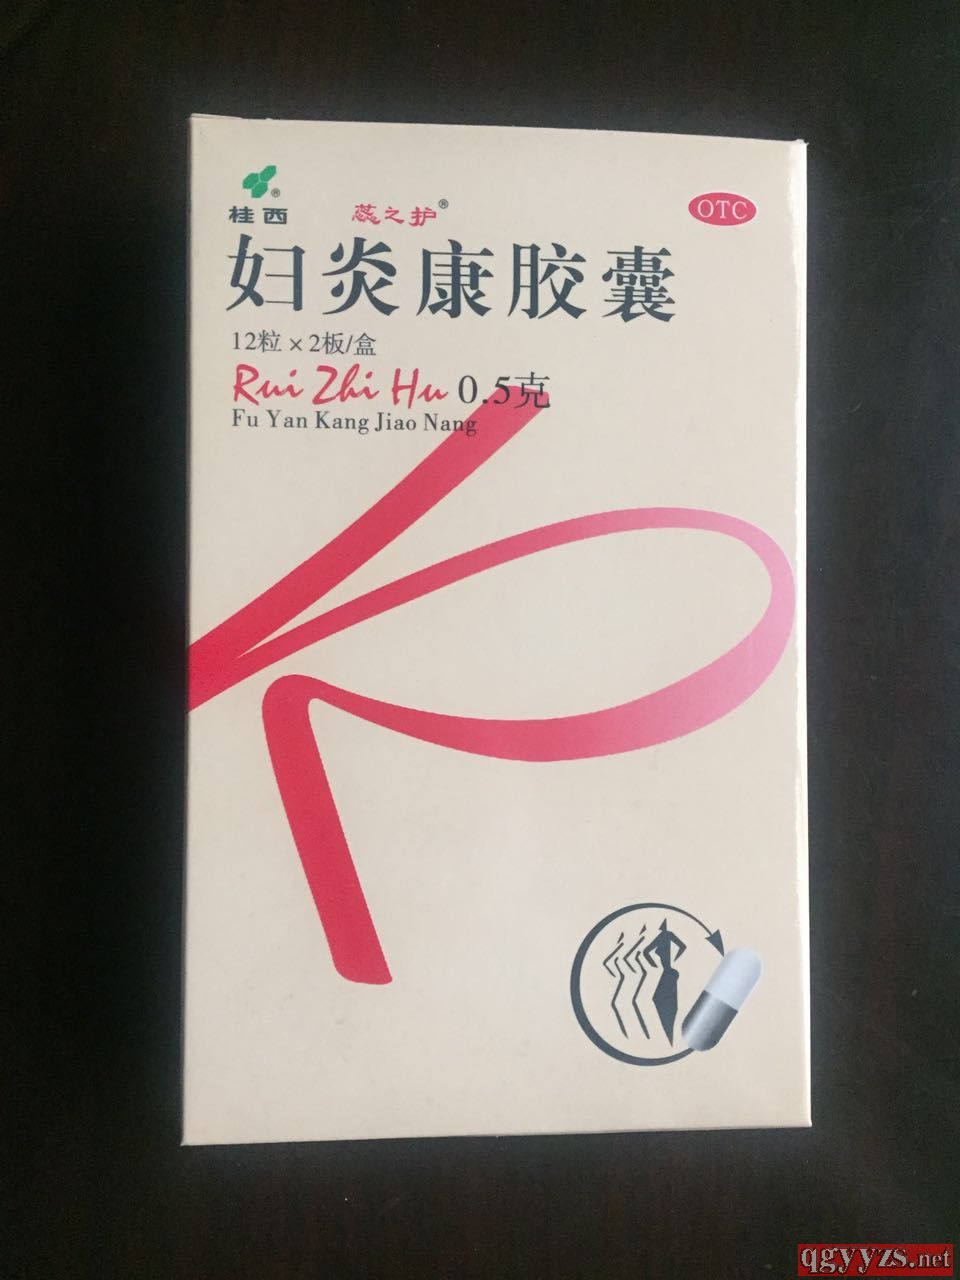 桂西
蕊之护®
OTC
妇炎康胶囊
12粒×2板/盒
Rui Zhi Hu 0.5克
Fu Yan Kang Jiao Nang
qgyyzs.net